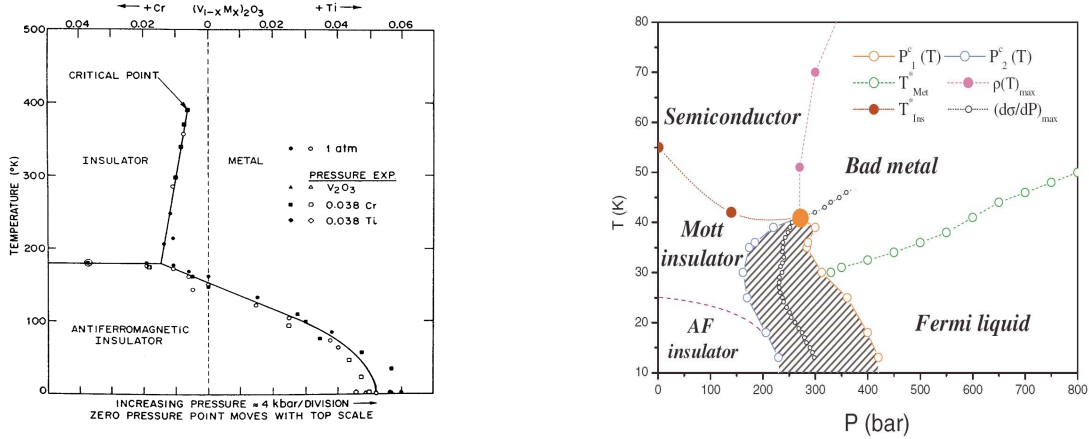 +Cr (V1-X MX)2O3 +Ti
0.04 0.02 0 0.02 0.04 0.06
500
400
300
200
100
0
TEMPERATURE (°K)
CRITICAL POINT
INSULATOR
METAL
1 atm
PRESSURE EXP.
V2O3
0.038 Cr
0.038 Ti
ANTIFERROMAGNETIC
INSULATOR
INCREASING PRESSURE ≈ 4 kbar/DIVISION
ZERO PRESSURE POINT MOVES WITH TOP SCALE
80
70
60
50
40
30
20
10
T (K)
P1c (T) P2c (T)
T*Met ρ(T)max
T*Ins (dσ/dP)max
Semiconductor
Bad metal
Mott
insulator
AF
insulator
Fermi liquid
0 100 200 300 400 500 600 700 800
P (bar)